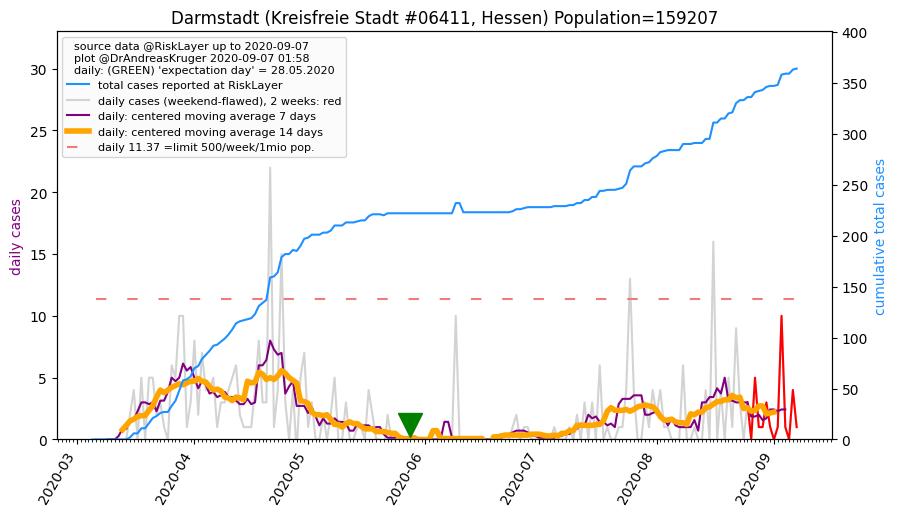 Darmstadt (Kreisfreie Stadt #06411, Hessen) Population=159207
source data @RiskLayer up to 2020-09-07
plot @DrAndreasKruger 2020-09-07 01:58
daily: (GREEN) 'expectation day' = 28.05.2020
total cases reported at RiskLayer
daily cases (weekend-flawed), 2 weeks: red
daily: centered moving average 7 days
daily: centered moving average 14 days
daily 11.37 =limit 500/week/1mio pop.
daily cases
30
25
20
15
10
5
0
cumulative total cases
400
350
300
250
200
150
100
50
0
2020-03
2020-04
2020-05
2020-06
2020-07
2020-08
2020-09